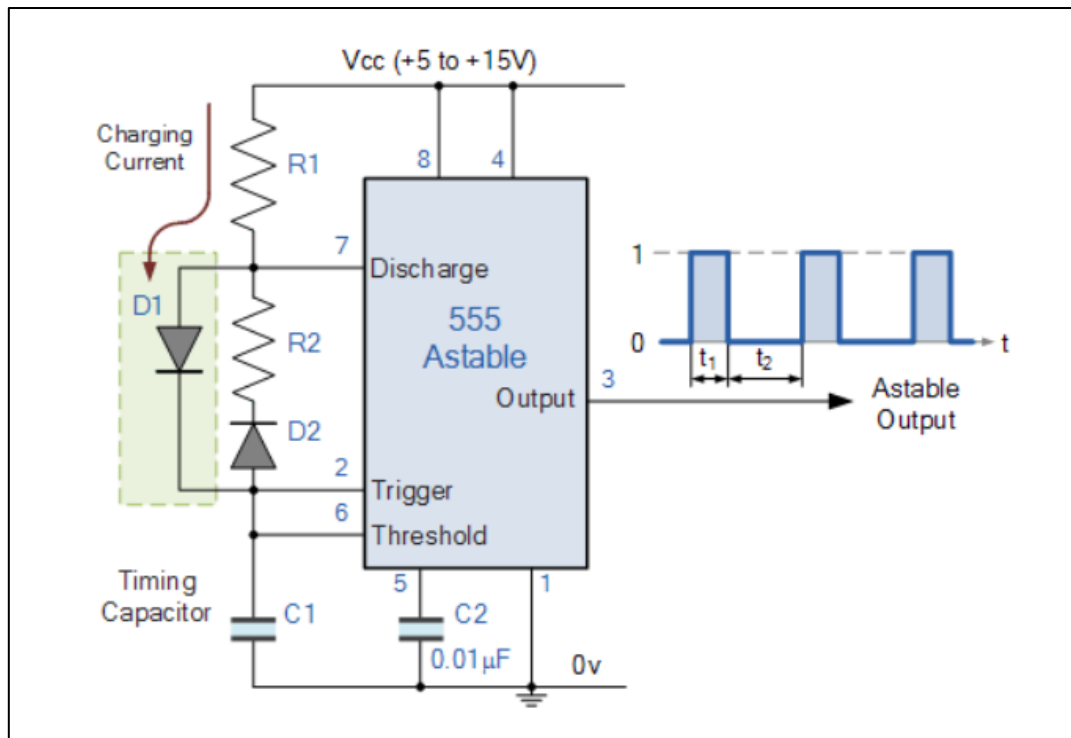 Vcc (+5 to +15V)
Charging
Current
R1
8
4
7
Discharge
D1
R2
555
Astable
D2
Output
3
2
Trigger
6
Threshold
Timing
Capacitor
C1
5
C2
0.01µF
1
0v
1
0
t₁
t₂
t
Astable
Output